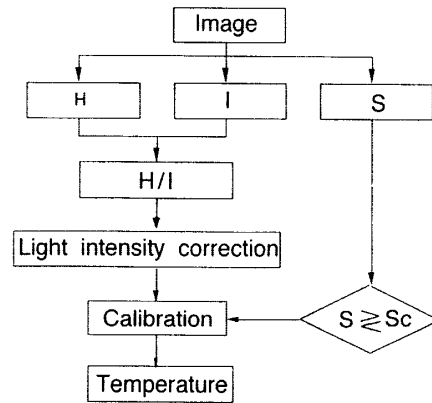 Image
H I S
H/I
Light intensity correction
Calibration
S ≷ Sc
Temperature